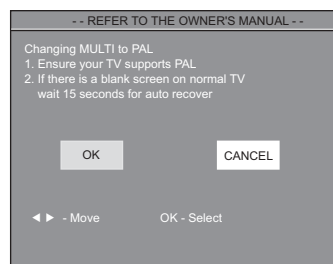 - - REFER TO THE OWNER'S MANUAL - -
Changing MULTI to PAL
1. Ensure your TV supports PAL
2. If there is a blank screen on normal TV
wait 15 seconds for auto recover
OK CANCEL
◄ ► - Move OK - Select